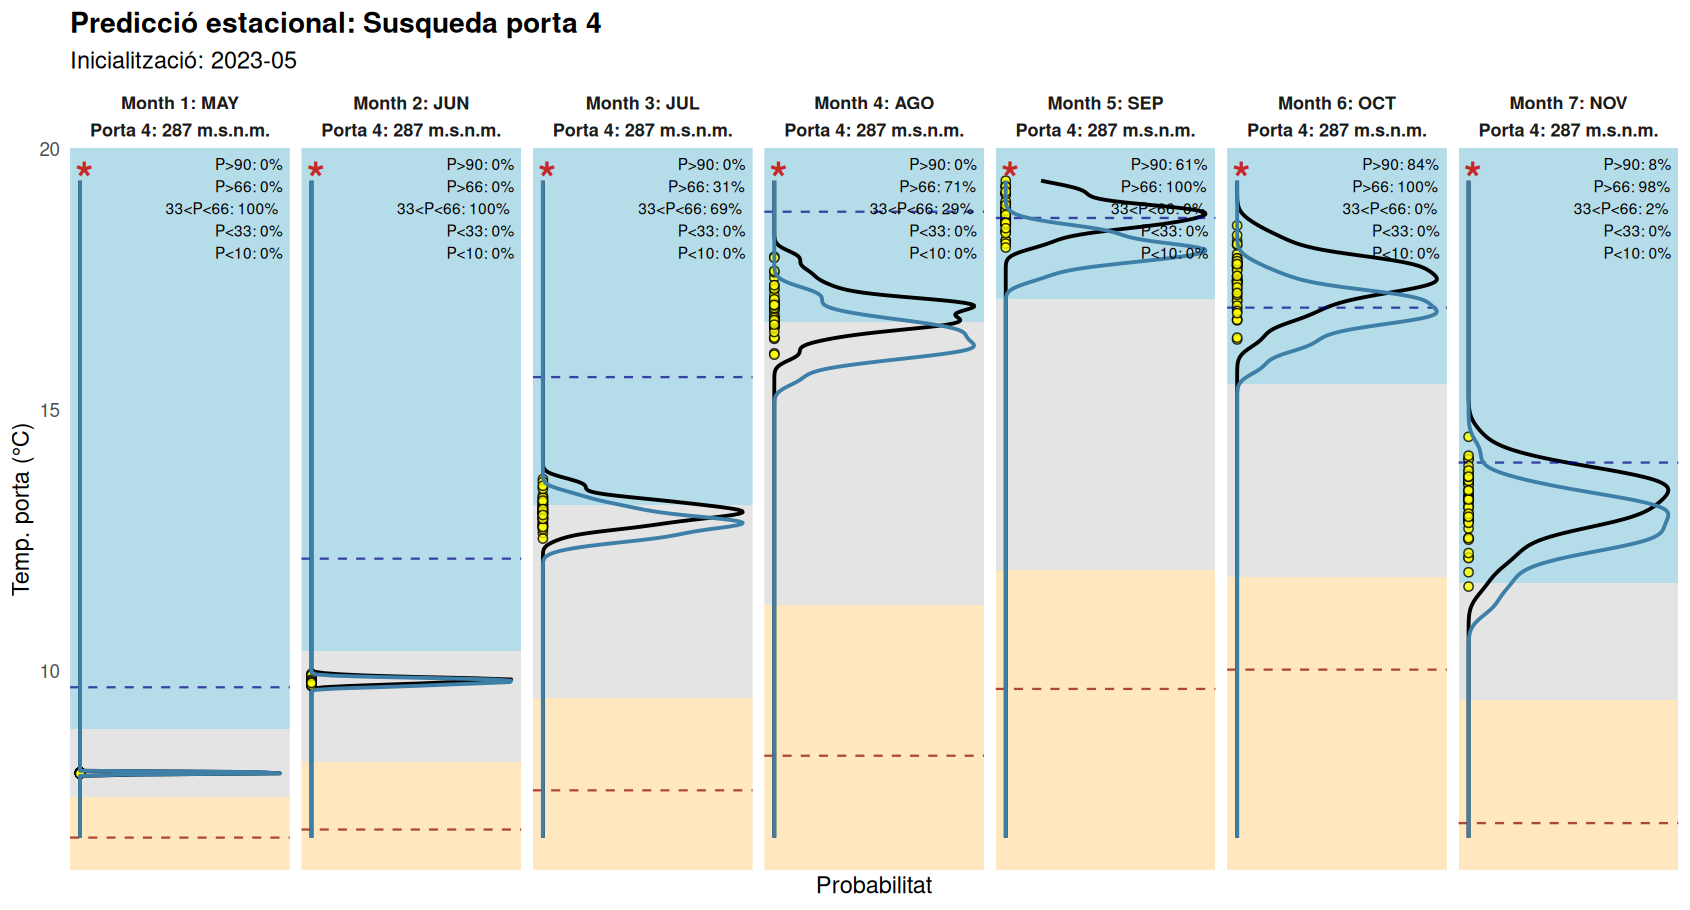 Predicció estacional: Susqueda porta 4
Inicialització: 2023-05
Month 1: MAY
Porta 4: 287 m.s.n.m.
Month 2: JUN
Porta 4: 287 m.s.n.m.
Month 3: JUL
Porta 4: 287 m.s.n.m.
Month 4: AGO
Porta 4: 287 m.s.n.m.
Month 5: SEP
Porta 4: 287 m.s.n.m.
Month 6: OCT
Porta 4: 287 m.s.n.m.
Month 7: NOV
Porta 4: 287 m.s.n.m.
*
P>90: 0%
P>66: 0%
33<P<66: 100%
P<33: 0%
P<10: 0%
*
P>90: 0%
P>66: 0%
33<P<66: 100%
P<33: 0%
P<10: 0%
*
P>90: 0%
P>66: 31%
33<P<66: 69%
P<33: 0%
P<10: 0%
*
P>90: 0%
P>66: 71%
33<P<66: 29%
P<33: 0%
P<10: 0%
*
P>90: 61%
P>66: 100%
33<P<66: 0%
P<33: 0%
P<10: 0%
*
P>90: 84%
P>66: 100%
33<P<66: 0%
P<33: 0%
P<10: 0%
*
P>90: 8%
P>66: 98%
33<P<66: 2%
P<33: 0%
P<10: 0%
20
15
10
Temp. porta (°C)
Probabilitat